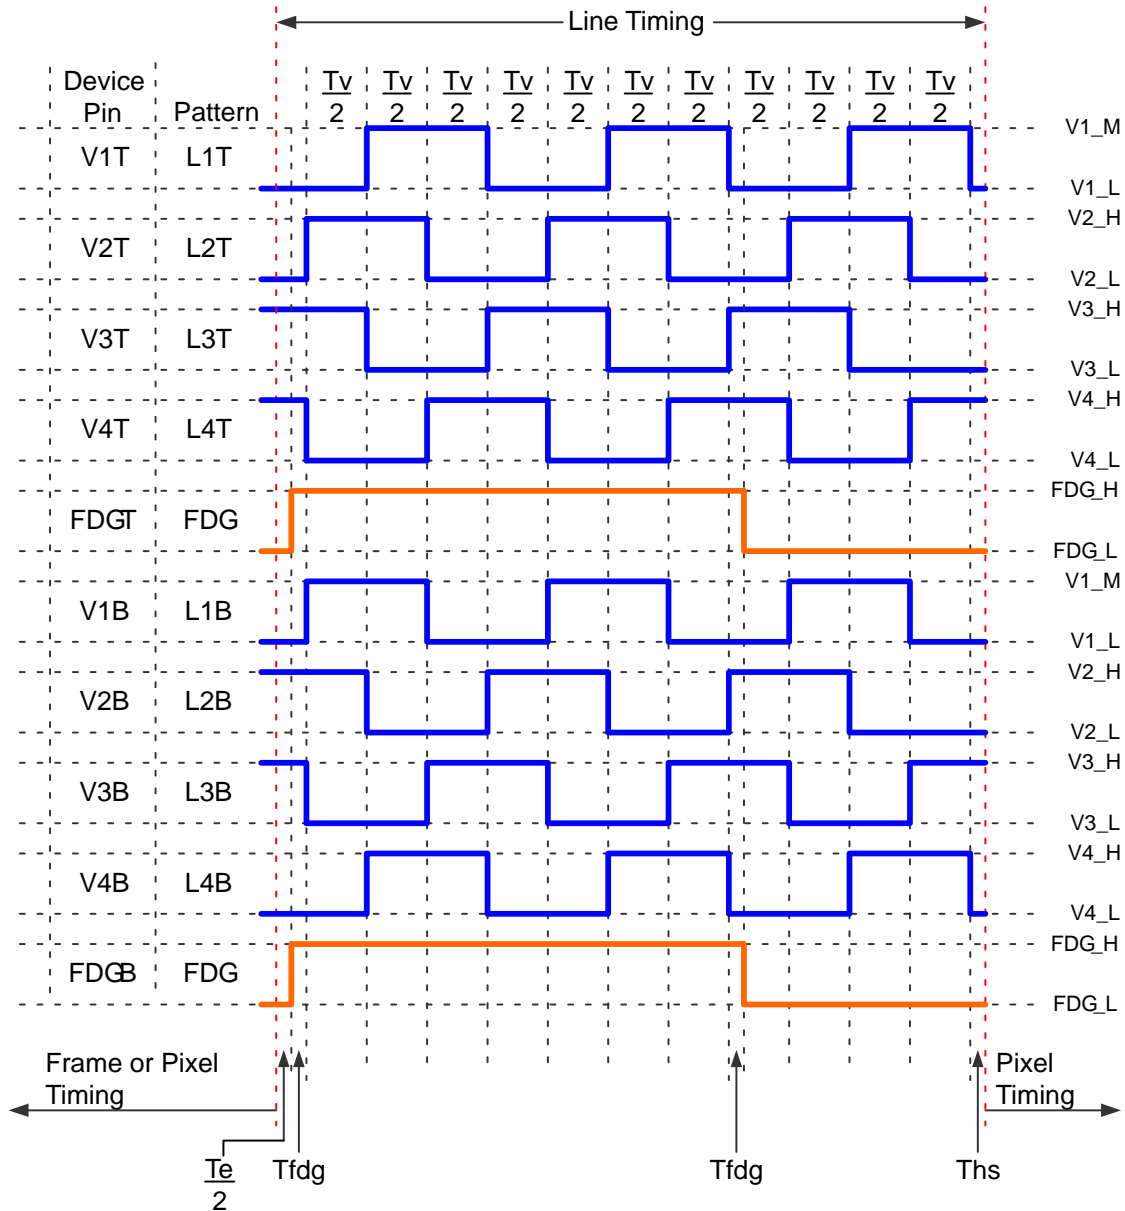 Line Timing
Device
Pin
Pattern
Tv
2
Tv
2
Tv
2
Tv
2
Tv
2
Tv
2
Tv
2
Tv
2
Tv
2
Tv
2
Tv
2
V1T L1T V1_M
V1_L
V2T L2T V2_H
V2_L
V3T L3T V3_H
V3_L
V4T L4T V4_H
V4_L
FDGT FDG FDG_H
FDG_L
V1B L1B V1_M
V1_L
V2B L2B V2_H
V2_L
V3B L3B V3_H
V3_L
V4B L4B V4_H
V4_L
FDGB FDG FDG_H
FDG_L
Frame or Pixel
Timing
Pixel
Timing
Te
2
Tfdg
Tfdg
Ths